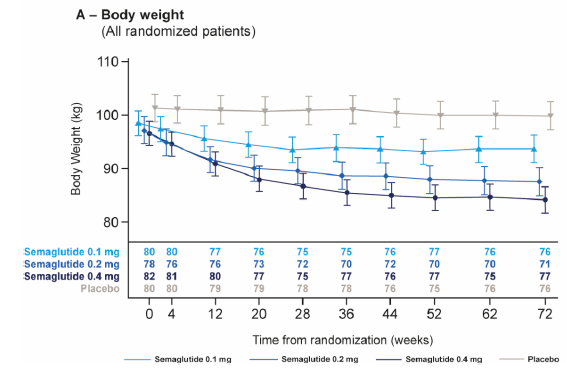 A – Body weight
(All randomized patients)
110
100
90
80
Body Weight (kg)
Semaglutide 0.1 mg 80 80 77 76 75 75 76 77 76 76
Semaglutide 0.2 mg 78 76 76 73 72 70 72 70 70 71
Semaglutide 0.4 mg 82 81 80 77 75 77 76 77 75 77
Placebo 80 80 79 79 78 78 76 75 76 76
0 4 12 20 28 36 44 52 62 72
Time from randomization (weeks)
Semaglutide 0.1 mg Semaglutide 0.2 mg Semaglutide 0.4 mg Placebo